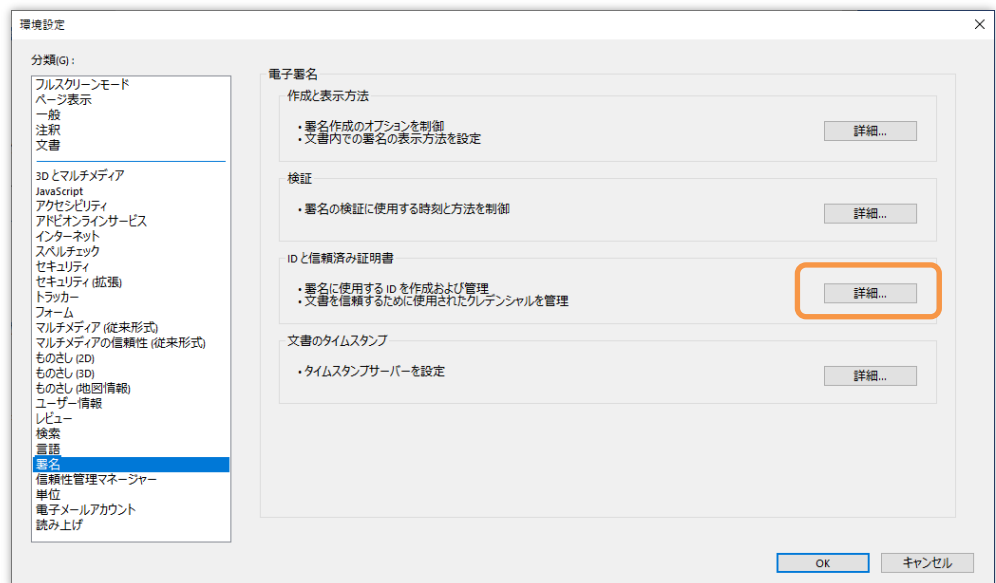 環境設定
分類(G) :
フルスクリーンモード
ページ表示
一般
注釈
文書
3D とマルチメディア
JavaScript
アクセシビリティ
アドビオンラインサービス
インターネット
スペルチェック
セキュリティ
セキュリティ (拡張)
トラッカー
フォーム
マルチメディア (従来形式)
マルチメディアの信頼性 (従来形式)
ものさし (2D)
ものさし (3D)
ものさし (地図情報)
ユーザー情報
レビュー
検索
言語
署名
信頼性管理マネージャー
単位
電子メールアカウント
読み上げ
電子署名
作成と表示方法
・署名作成のオプションを制御
・文書内での署名の表示方法を設定
詳細...
検証
・署名の検証に使用する時刻と方法を制御
詳細...
ID と信頼済み証明書
・署名に使用する ID を作成および管理
・文書を信頼するために使用されたクレデンシャルを管理
詳細...
文書のタイムスタンプ
・タイムスタンプサーバーを設定
詳細...
OK
キャンセル